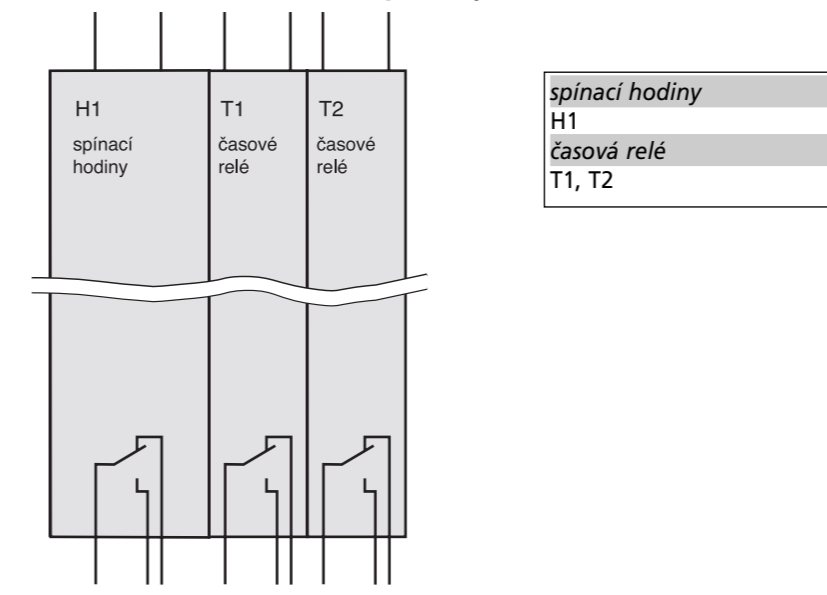 H1
spínací
hodiny
T1
časové
relé
T2
časové
relé
spínací hodiny
H1
časová relé
T1, T2